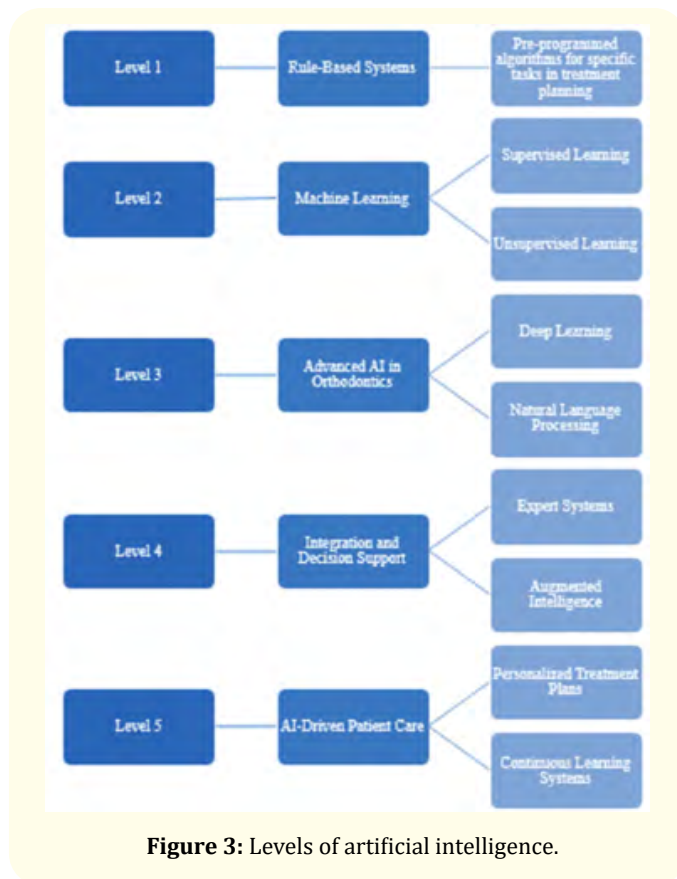 Level 1
Rule-Based Systems
Pre-programmed
algorithms for specific
tasks in treatment
planning
Level 2
Machine Learning
Supervised Learning
Unsupervised Learning
Level 3
Advanced AI in
Orthodontics
Deep Learning
Natural Language
Processing
Level 4
Integration and
Decision Support
Expert Systems
Augmented
Intelligence
Level 5
AI-Driven Patient Care
Personalized Treatment
Plans
Continuous Learning
Systems
Figure 3: Levels of artificial intelligence.